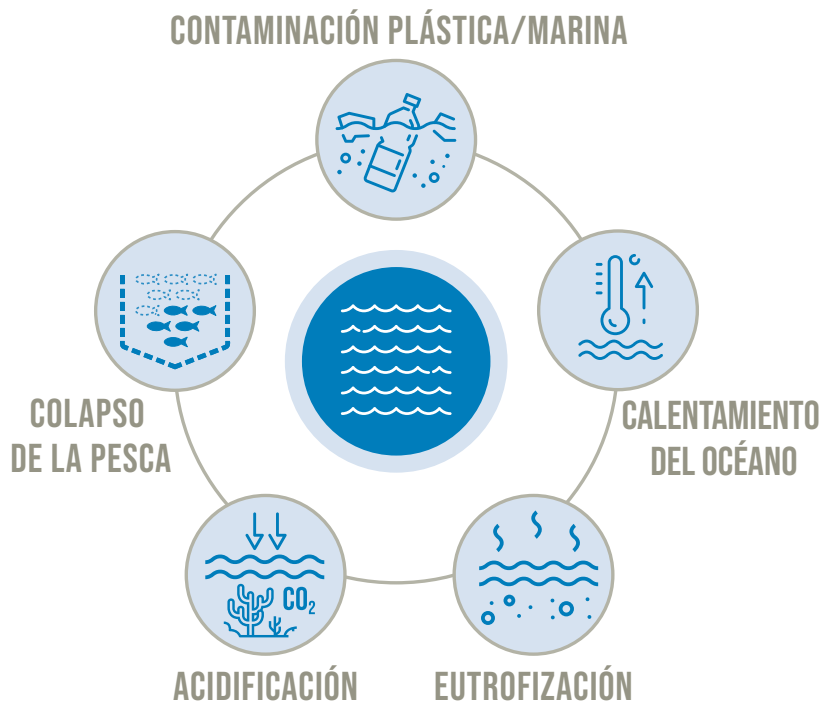 CONTAMINACIÓN PLÁSTICA/MARINA
COLAPSO
DE LA PESCA
CALENTAMIENTO
DEL OCÉANO
CO₂
ACIDIFICACIÓN
EUTROFIZACIÓN